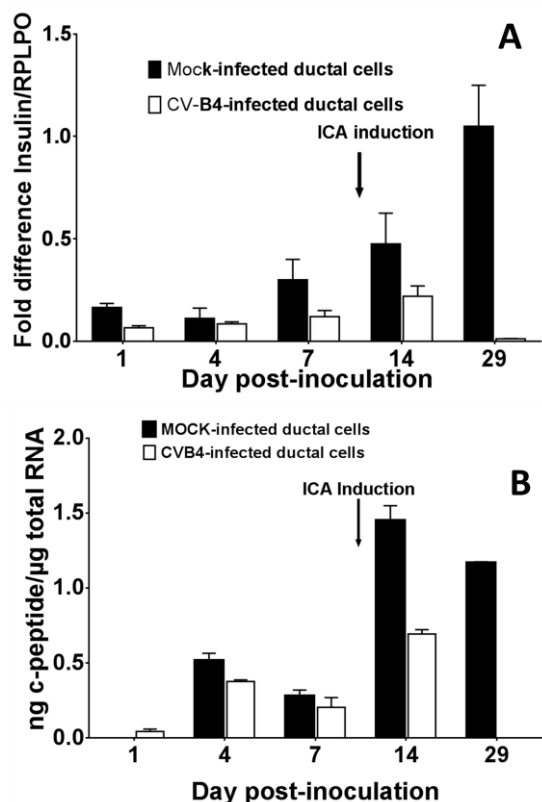 A
Mock-infected ductal cells
CV-B4-infected ductal cells
ICA induction
Fold difference Insulin/RPLPO
1.5
1.0
0.5
0.0
1 4 7 14 29
Day post-inoculation
B
MOCK-infected ductal cells
CVB4-infected ductal cells
ICA Induction
ng c-peptide/µg total RNA
2.0
1.5
1.0
0.5
0.0
1 4 7 14 29
Day post-inoculation